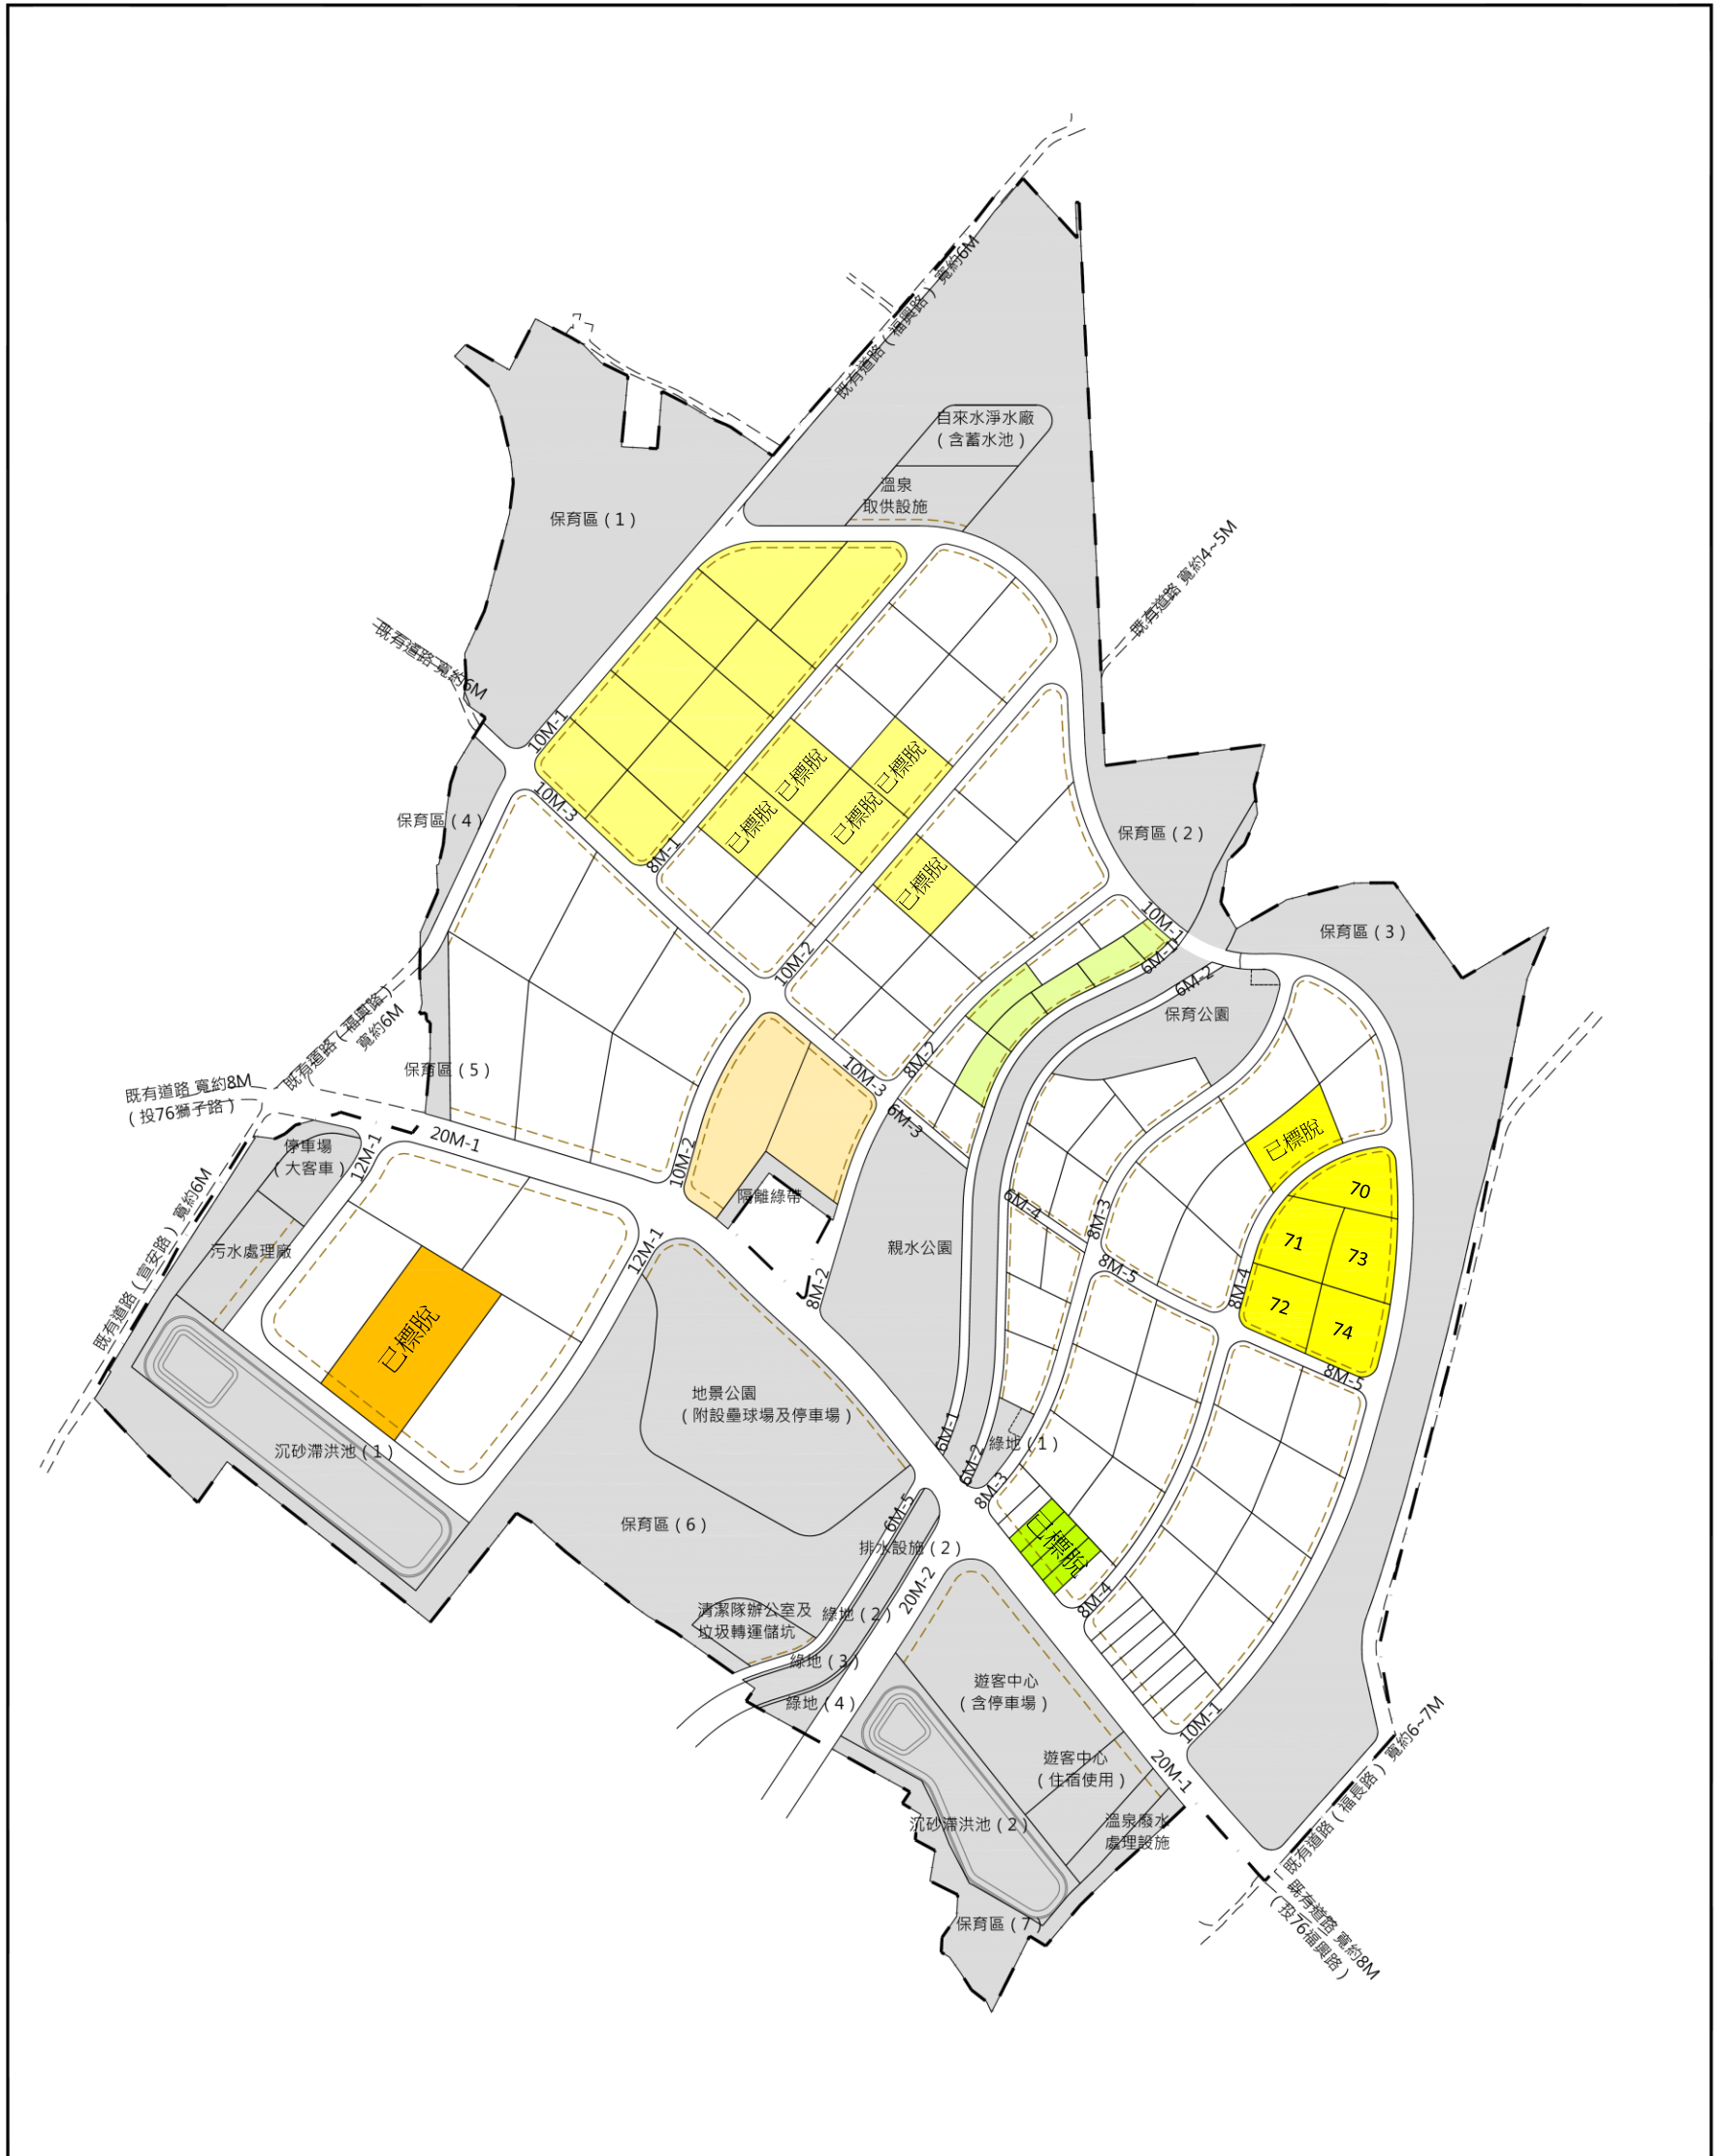 既有道路（福興路）寬約6M
自來水淨水廠
（含蓄水池）
溫泉
取供設施
保育區（1）
既有道路 寬約4~5M
既有道路 寬約6M
10M-1
10M-3
8M-1
已標脫
已標脫
已標脫
已標脫
已標脫
保育區（4）
保育區（2）
10M-1
保育區（3）
6M-1
6M-2
10M-2
保育公園
既有道路（福興路）
寬約6M
保育區（5）
8M-2
10M-3
6M-3
既有道路 寬約8M
（投76獅子路）
20M-1
停車場
（大客車）
12M-1
10M-2
隔離綠帶
已標脫
70
71
73
72
74
6M-4
8M-3
8M-5
8M-4
8M-5
親水公園
既有道路（宣安路）寬約6M
污水處理廠
12M-1
8M-2
已標脫
地景公園
（附設壘球場及停車場）
沉砂滯洪池（1）
6M-1
6M-2
綠地（1）
8M-3
保育區（6）
6M-5
排水設施（2）
已標脫
20M-2
8M-4
清潔隊辦公室及
垃圾轉運儲坑
綠地（2）
綠地（3）
綠地（4）
遊客中心
（含停車場）
遊客中心
（住宿使用）
10M-1
20M-1
沉砂滯洪池（2）
溫泉廢水
處理設施
既有道路（福長路）寬約6~7M
既有道路 寬約8M
（投76福興路）
保育區（7）